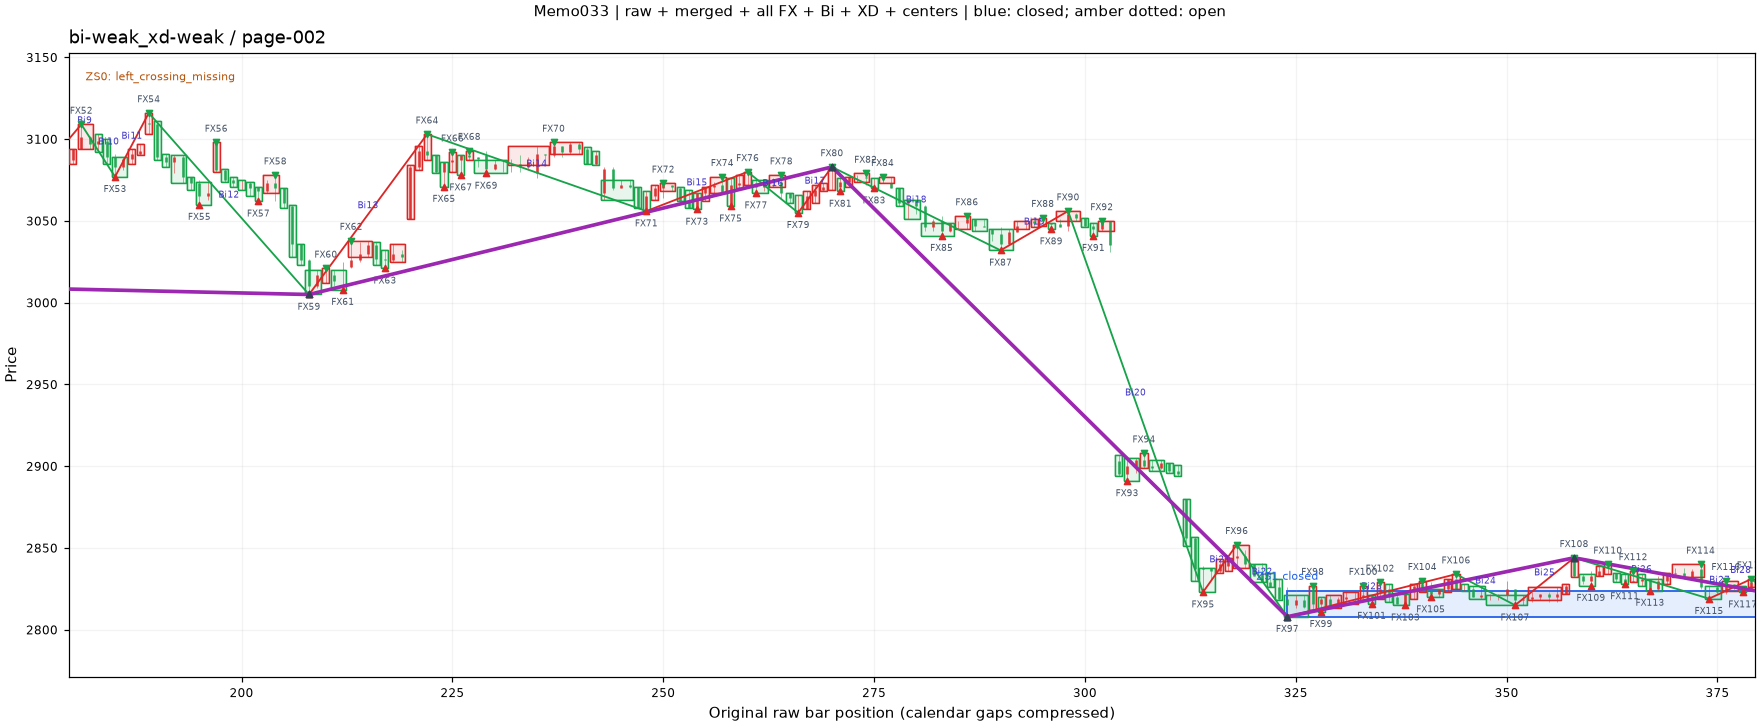 Memo033 | raw + merged + all FX + Bi + XD + centers | blue: closed; amber dotted: open
bi-weak_xd-weak / page-002
ZS0: left_crossing_missing
Price
3150
3100
3050
3000
2950
2900
2850
2800
200
225
250
275
300
325
350
375
Original raw bar position (calendar gaps compressed)
FX52
Bi9
Bi10
FX53
Bi11
FX54
FX55
FX56
Bi12
FX57
FX58
FX59
FX60
FX61
FX62
Bi13
FX63
FX64
FX65
FX66
FX67
FX68
FX69
Bi14
FX70
FX71
FX72
Bi15
FX73
FX74
FX75
FX76
FX77
Bi16
FX78
FX79
Bi17
FX80
FX81
FX82
FX83
FX84
Bi18
FX85
FX86
FX87
FX88
FX89
FX90
FX91
FX92
Bi20
FX93
FX94
FX95
FX96
Bi22
closed
FX97
FX98
FX99
FX100
FX101
FX102
FX103
FX104
FX105
FX106
Bi24
FX107
Bi25
FX108
FX109
FX110
FX111
FX112
Bi26
FX113
FX114
FX115
Bi28
FX117